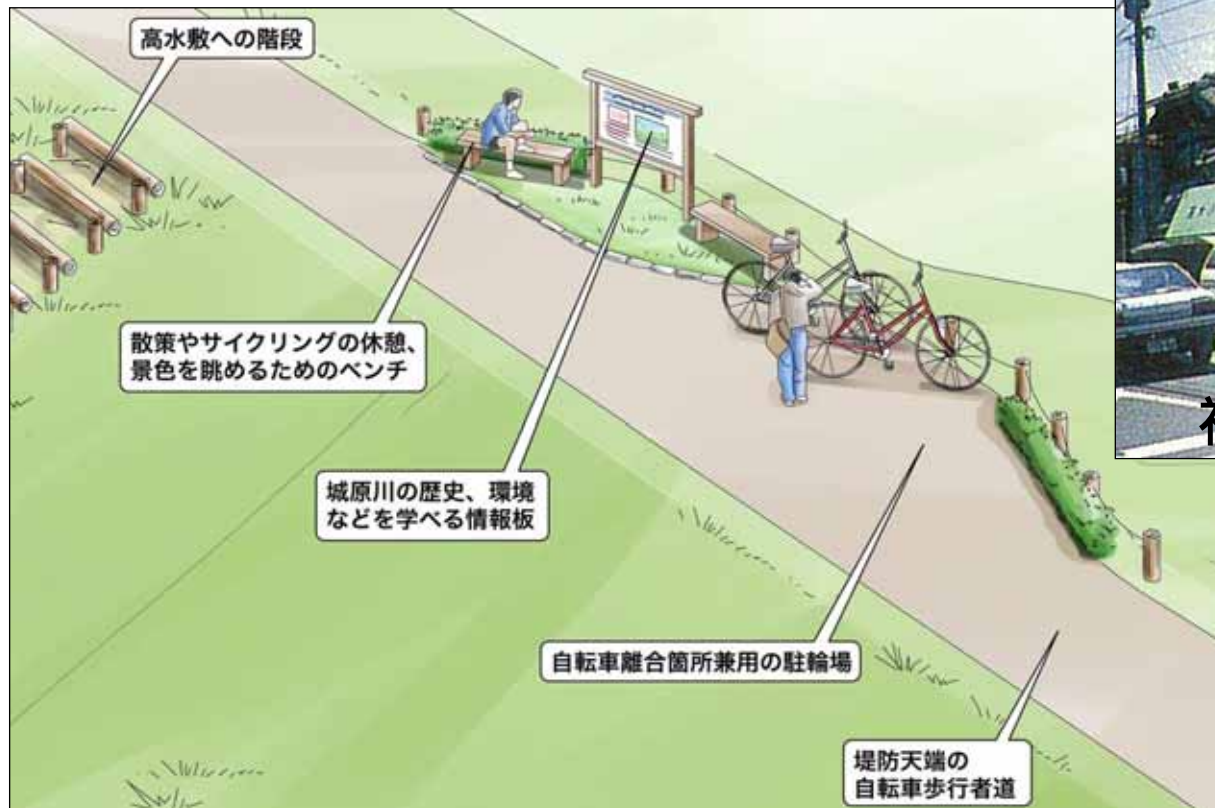 高水敷への階段
散策やサイクリングの休憩、
景色を眺めるためのベンチ
城原川の歴史、環境
などを学べる情報板
自転車離合箇所兼用の駐輪場
堤防天端の
自転車歩行者道